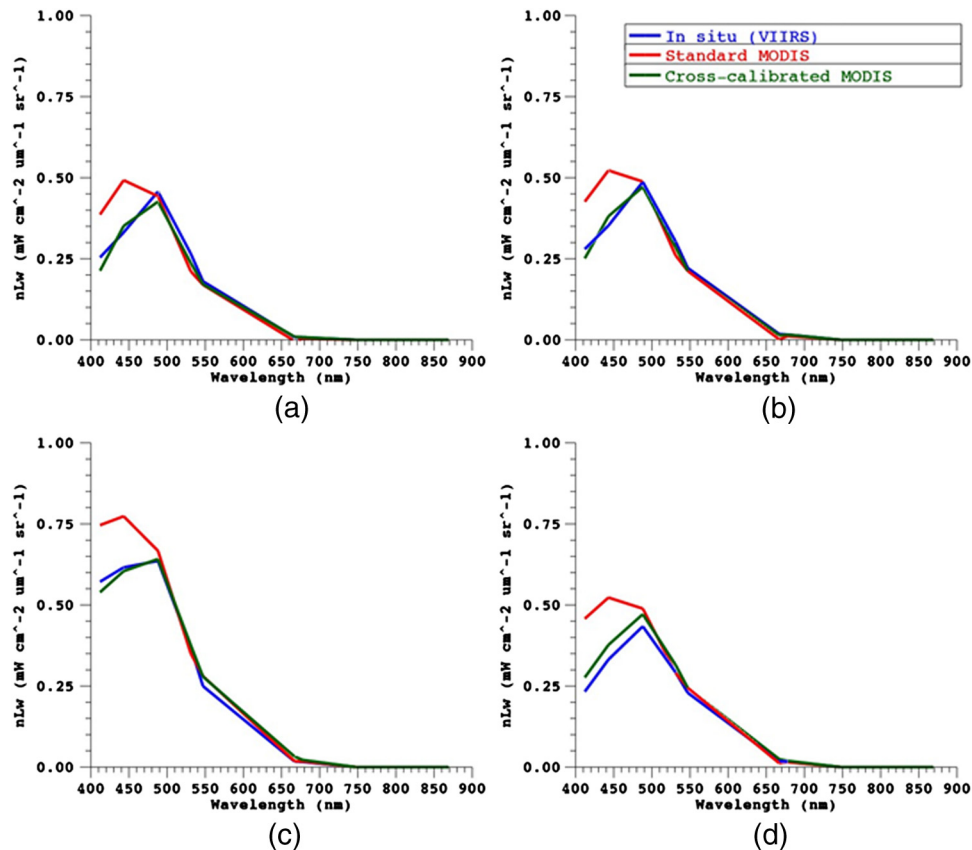 1.00
0.75
0.50
0.25
0.00
nLw (mW cm^-2 um^-1 sr^-1)
400 450 500 550 600 650 700 750 800 850 900
Wavelength (nm)
(a)
In situ (VIIRS)
Standard MODIS
Cross-calibrated MODIS
1.00
0.75
0.50
0.25
0.00
nLw (mW cm^-2 um^-1 sr^-1)
400 450 500 550 600 650 700 750 800 850 900
Wavelength (nm)
(b)
1.00
0.75
0.50
0.25
0.00
nLw (mW cm^-2 um^-1 sr^-1)
400 450 500 550 600 650 700 750 800 850 900
Wavelength (nm)
(c)
1.00
0.75
0.50
0.25
0.00
nLw (mW cm^-2 um^-1 sr^-1)
400 450 500 550 600 650 700 750 800 850 900
Wavelength (nm)
(d)